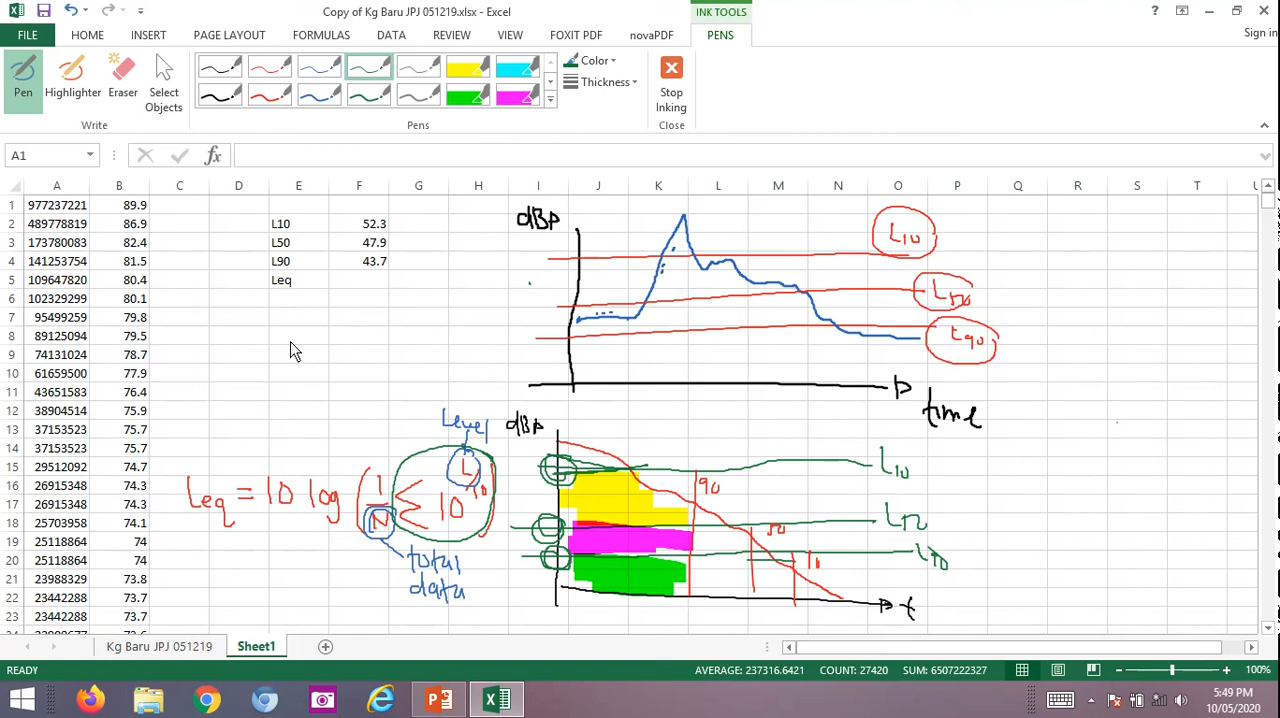 Copy of Kg Baru JPJ 051219.xlsx - Excel
INK TOOLS
FILE HOME INSERT PAGE LAYOUT FORMULAS DATA REVIEW VIEW FOXIT PDF novaPDF PENS
Sign in
Pen Highlighter Eraser Select Objects
Color
Thickness
Stop Inking
Write Pens Close
A1 fx
A B C D E F G H I J K L M N O P Q R S T U
1 977237221 89.9
2 489778819 86.9 L10 52.3
3 173780083 82.4 L50 47.9
4 141253754 81.5 L90 43.7
5 109647820 80.4 Leq
6 102329299 80.1
7 95499259 79.8
8 89125094 79.5
9 74131024 78.7
10 61659500 77.9
11 43651583 76.4
12 38904514 75.9
13 37153523 75.7
14 37153523 75.7
15 29512092 74.7
16 26915348 74.3
17 26915348 74.3
18 25703958 74.1
19 25118864 74
20 25118864 74
21 23988329 73.8
22 23442288 73.7
23 23442288 73.7
dBA
L10
L50
L90
time
Level
Leq = 10 log ( 1/N Σ 10 L/10 )
total
data
dBA
L10
90
L50
50
L90
10
t
Kg Baru JPJ 051219 Sheet1
READY AVERAGE: 237316.6421 COUNT: 27420 SUM: 6507222327 100%
5:49 PM
10/05/2020